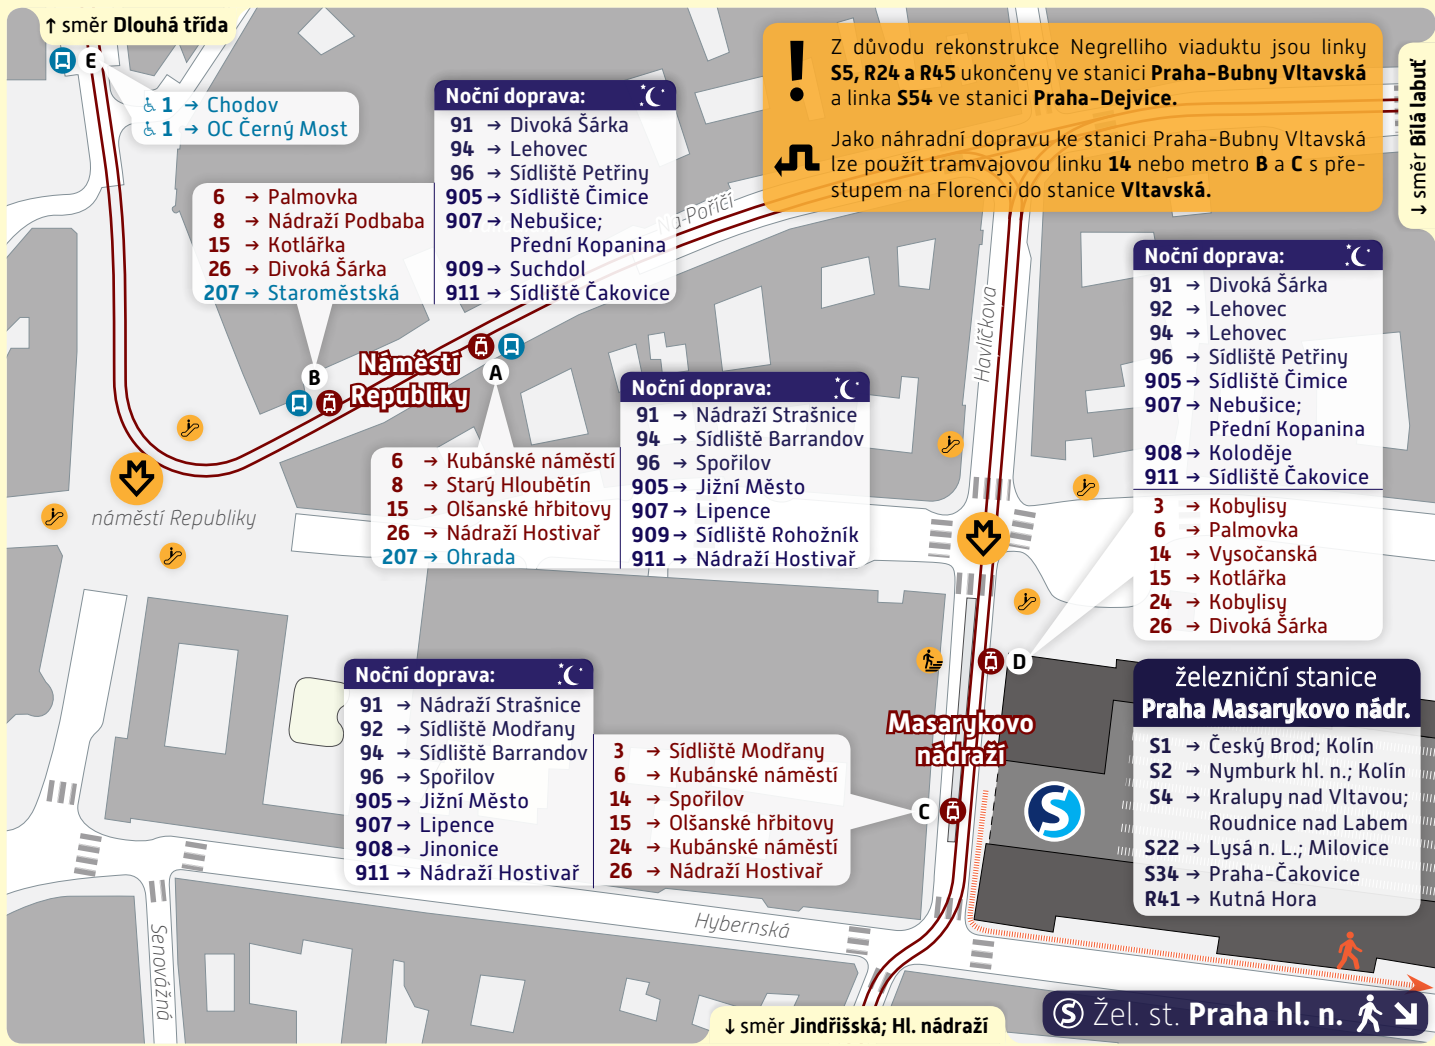 ↑ směr Dlouhá třída
E
♿ 1 → Chodov
♿ 1 → OC Černý Most
! Z důvodu rekonstrukce Negrelliho viaduktu jsou linky
S5, R24 a R45 ukončeny ve stanici Praha-Bubny Vltavská
a linka S54 ve stanici Praha-Dejvice.
Jako náhradní dopravu ke stanici Praha-Bubny Vltavská
lze použít tramvajovou linku 14 nebo metro B a C s pře-
stupem na Florenci do stanice Vltavská.
↓ směr Bílá labuť
6 → Palmovka
8 → Nádraží Podbaba
15 → Kotlářka
26 → Divoká Šárka
207 → Staroměstská
Noční doprava:
91 → Divoká Šárka
94 → Lehovec
96 → Sídliště Petřiny
905 → Sídliště Čimice
907 → Nebušice;
Přední Kopanina
909 → Suchdol
911 → Sídliště Čakovice
Na Poříčí
Havlíčkova
B
Náměstí
Republiky
A
náměstí Republiky
6 → Kubánské náměstí
8 → Starý Hloubětín
15 → Olšanské hřbitovy
26 → Nádraží Hostivař
207 → Ohrada
Noční doprava:
91 → Nádraží Strašnice
94 → Sídliště Barrandov
96 → Spořilov
905 → Jižní Město
907 → Lipence
909 → Sídliště Rohožník
911 → Nádraží Hostivař
Noční doprava:
91 → Divoká Šárka
92 → Lehovec
94 → Lehovec
96 → Sídliště Petřiny
905 → Sídliště Čimice
907 → Nebušice;
Přední Kopanina
908 → Koloděje
911 → Sídliště Čakovice
3 → Kobylisy
6 → Palmovka
14 → Vysočanská
15 → Kotlářka
24 → Kobylisy
26 → Divoká Šárka
D
Masarykovo
nádraží
C
Noční doprava:
91 → Nádraží Strašnice
92 → Sídliště Modřany
94 → Sídliště Barrandov
96 → Spořilov
905 → Jižní Město
907 → Lipence
908 → Jinonice
911 → Nádraží Hostivař
3 → Sídliště Modřany
6 → Kubánské náměstí
14 → Spořilov
15 → Olšanské hřbitovy
24 → Kubánské náměstí
26 → Nádraží Hostivař
železniční stanice
Praha Masarykovo nádr.
S1 → Český Brod; Kolín
S2 → Nymburk hl. n.; Kolín
S4 → Kralupy nad Vltavou;
Roudnice nad Labem
S22 → Lysá n. L.; Milovice
S34 → Praha-Čakovice
R41 → Kutná Hora
S
Hybernská
Senovážná
↓ směr Jindřišská; Hl. nádraží
S Žel. st. Praha hl. n. ↘